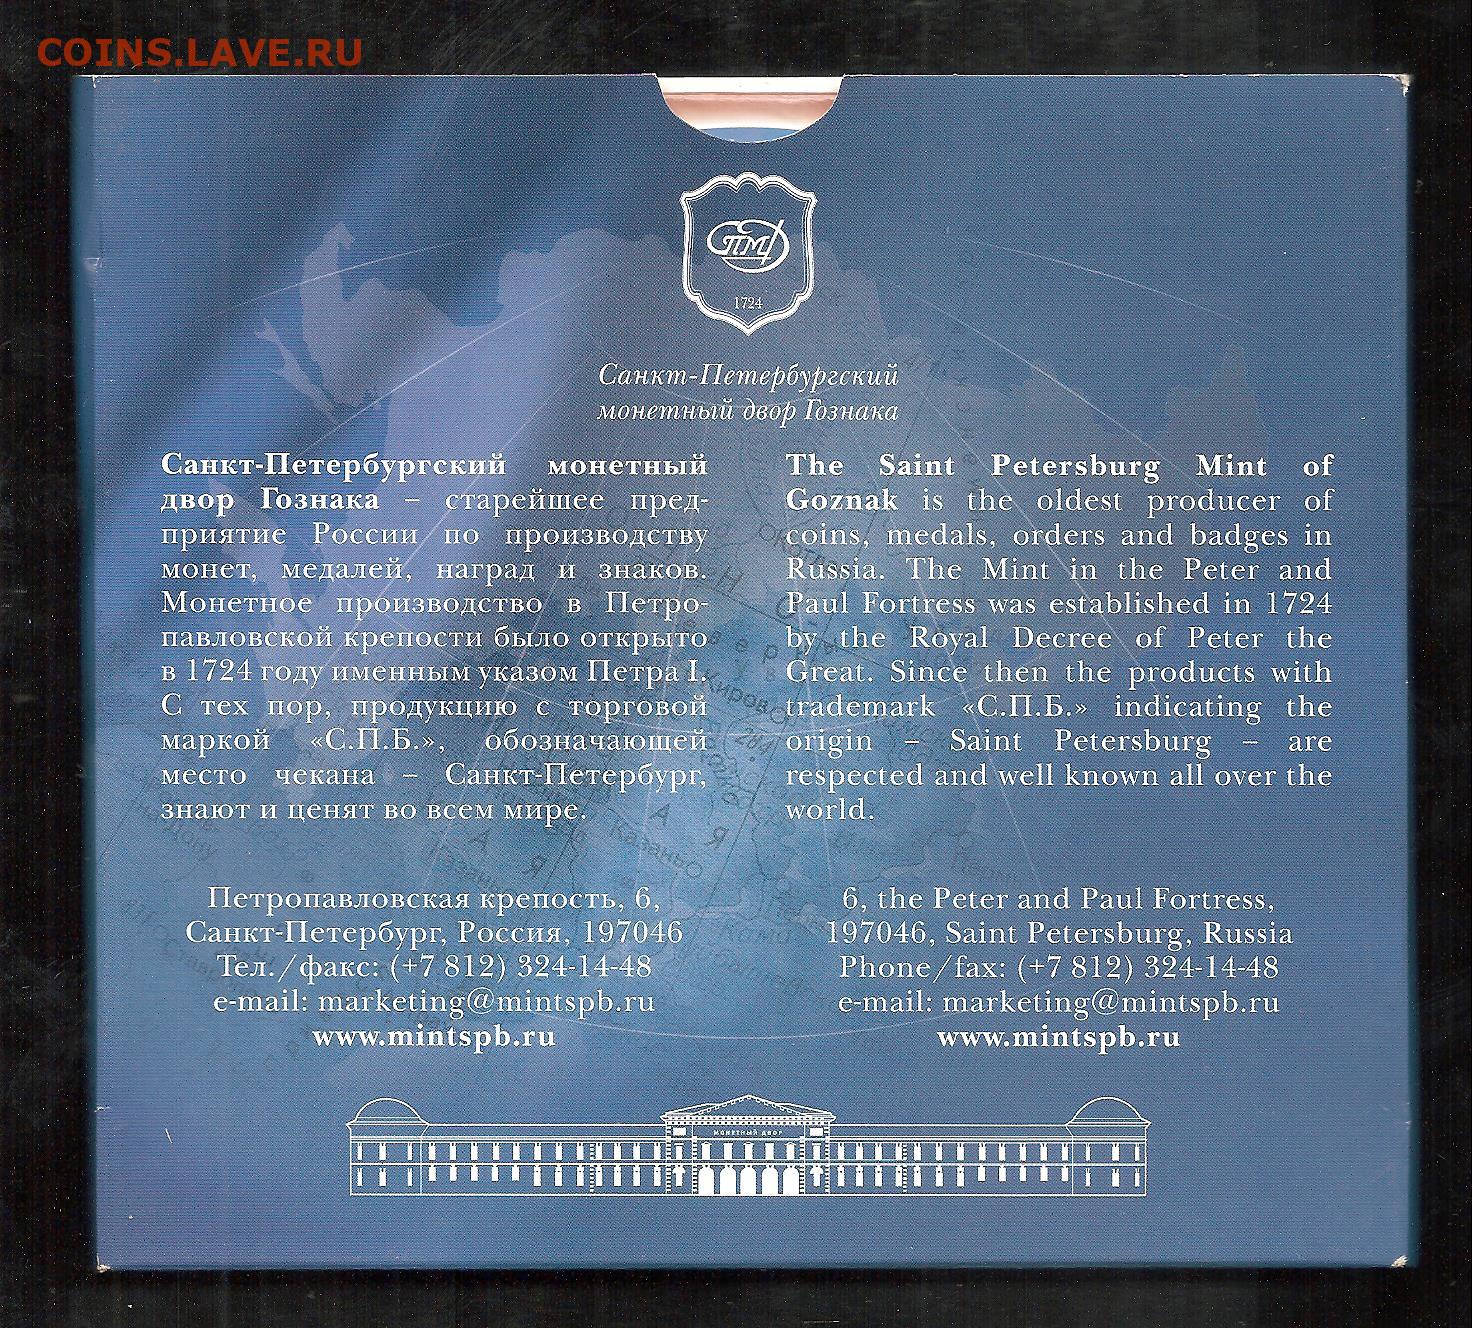 COINS.LAVE.RU
СПМД
1724
Санкт-Петербургский
монетный двор Гознака
Санкт-Петербургский монетный
двор Гознака – старейшее пред-
приятие России по производству
монет, медалей, наград и знаков.
Монетное производство в Петро-
павловской крепости было открыто
в 1724 году именным указом Петра I.
С тех пор, продукцию с торговой
маркой «С.П.Б.», обозначающей
место чекана – Санкт-Петербург,
знают и ценят во всем мире.
The Saint Petersburg Mint of
Goznak is the oldest producer of
coins, medals, orders and badges in
Russia. The Mint in the Peter and
Paul Fortress was established in 1724
by the Royal Decree of Peter the
Great. Since then the products with
trademark «С.П.Б.» indicating the
origin – Saint Petersburg – are
respected and well known all over the
world.
Петропавловская крепость, 6,
Санкт-Петербург, Россия, 197046
Тел./факс: (+7 812) 324-14-48
e-mail: marketing@mintspb.ru
www.mintspb.ru
6, the Peter and Paul Fortress,
197046, Saint Petersburg, Russia
Phone/fax: (+7 812) 324-14-48
e-mail: marketing@mintspb.ru
www.mintspb.ru
МОНЕТНЫЙ ДВОР